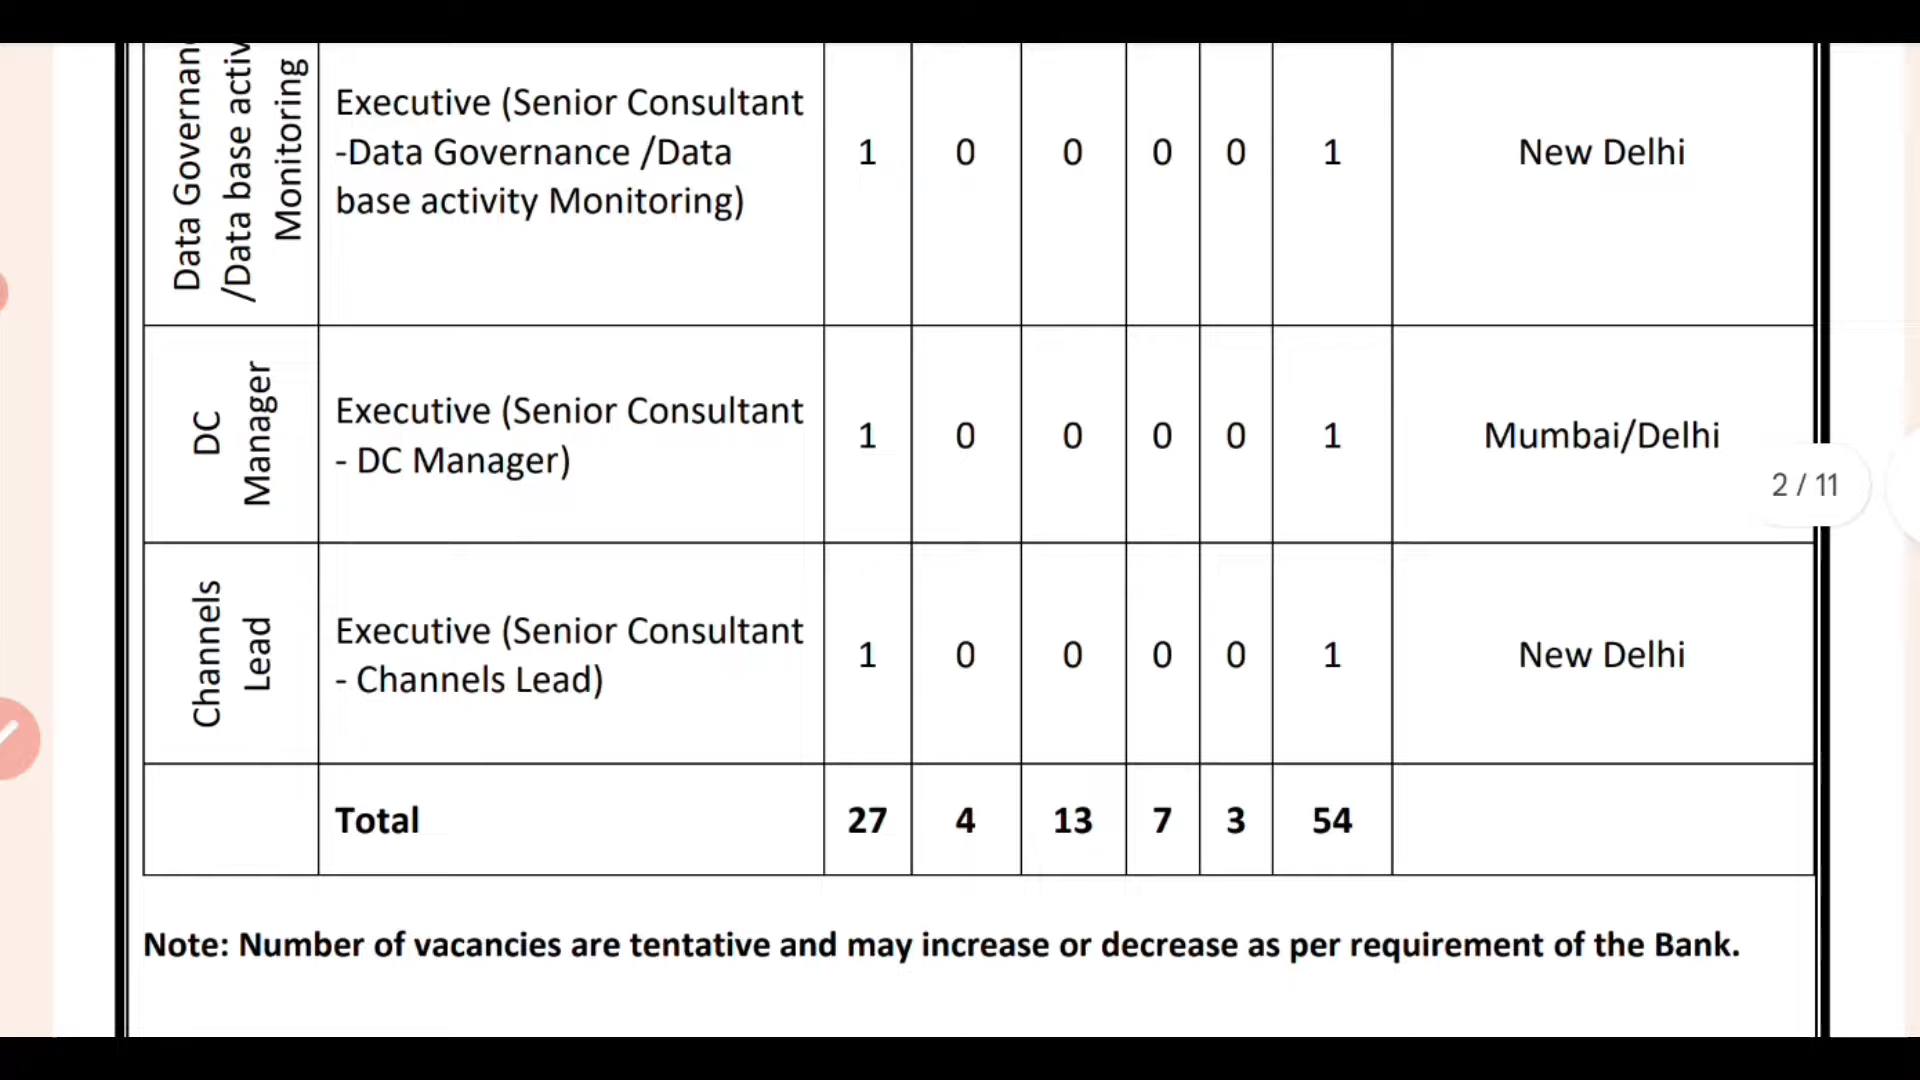 Data Governan
/Data base activ
Monitoring
Executive (Senior Consultant
-Data Governance /Data
base activity Monitoring)
1 0 0 0 0 1 New Delhi
DC
Manager
Executive (Senior Consultant
- DC Manager)
1 0 0 0 0 1 Mumbai/Delhi
2 / 11
Channels
Lead
Executive (Senior Consultant
- Channels Lead)
1 0 0 0 0 1 New Delhi
Total 27 4 13 7 3 54
Note: Number of vacancies are tentative and may increase or decrease as per requirement of the Bank.